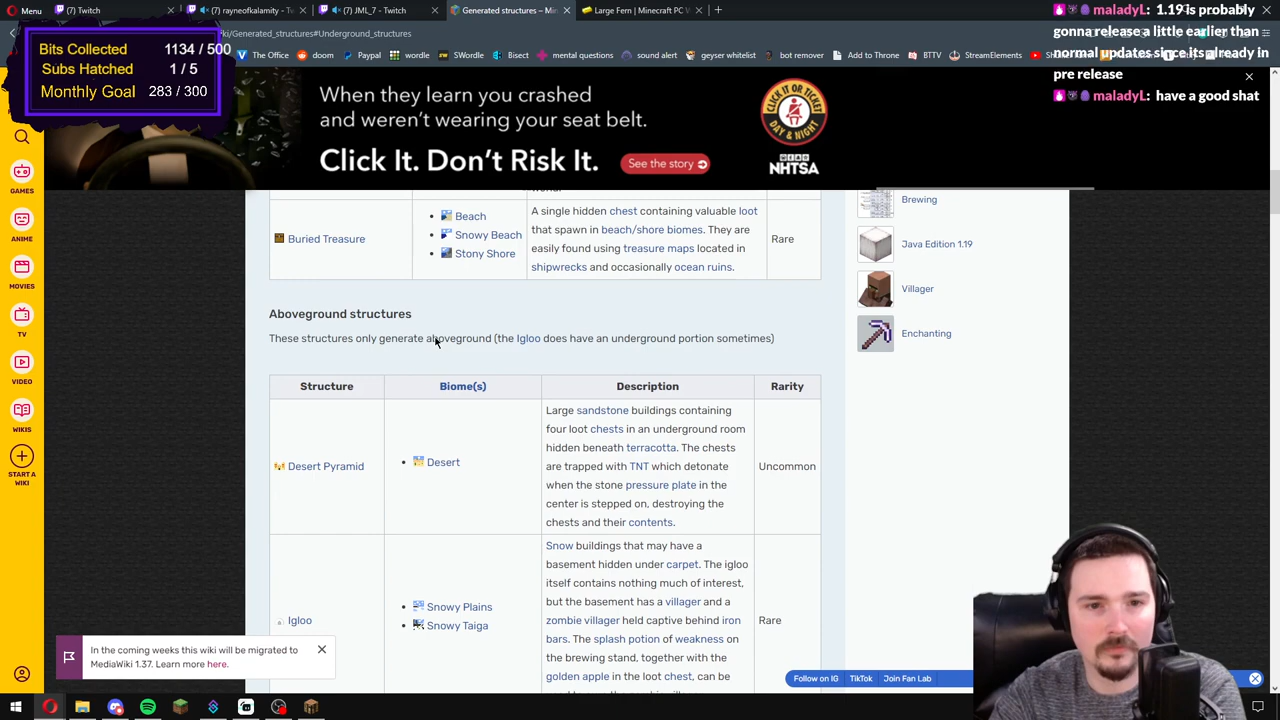 Menu
(7) Twitch
rayneofkalamity - Tw
JML_7 - Twitch
Generated structures – Min
Large Fern | Minecraft PC W
ki/Generated_structures#Underground_structures
The Office
doom
Paypal
wordle
SWordle
Bisect
mental questions
sound alert
geyser whitelist
bot remover
Add to Throne
BTTV
StreamElements
Bits Collected 1134 / 500
Subs Hatched 1 / 5
Monthly Goal 283 / 300
maladyL: 1.19 is probably
gonna release a little earlier than
normal updates since its already in
pre release
maladyL: have a good shat
When they learn you crashed
and weren't wearing your seat belt.
Click It. Don't Risk It.
See the story
CLICK IT OR TICKET
DAY & NIGHT
NHTSA
GAMES
ANIME
MOVIES
TV
VIDEO
WIKIS
START A
WIKI
Buried Treasure
Beach
Snowy Beach
Stony Shore
A single hidden chest containing valuable loot
that spawn in beach/shore biomes. They are
easily found using treasure maps located in
shipwrecks and occasionally ocean ruins.
Rare
Brewing
Java Edition 1.19
Villager
Enchanting
Aboveground structures
These structures only generate aboveground (the Igloo does have an underground portion sometimes)
Structure Biome(s) Description Rarity
Desert Pyramid
Desert
Large sandstone buildings containing
four loot chests in an underground room
hidden beneath terracotta. The chests
are trapped with TNT which detonate
when the stone pressure plate in the
center is stepped on, destroying the
chests and their contents.
Uncommon
Igloo
Snowy Plains
Snowy Taiga
Snow buildings that may have a
basement hidden under carpet. The igloo
itself contains nothing much of interest,
but the basement has a villager and a
zombie villager held captive behind iron
bars. The splash potion of weakness on
the brewing stand, together with the
golden apple in the loot chest, can be
Rare
In the coming weeks this wiki will be migrated to
MediaWiki 1.37. Learn more here.
Follow on IG
TikTok
Join Fan Lab